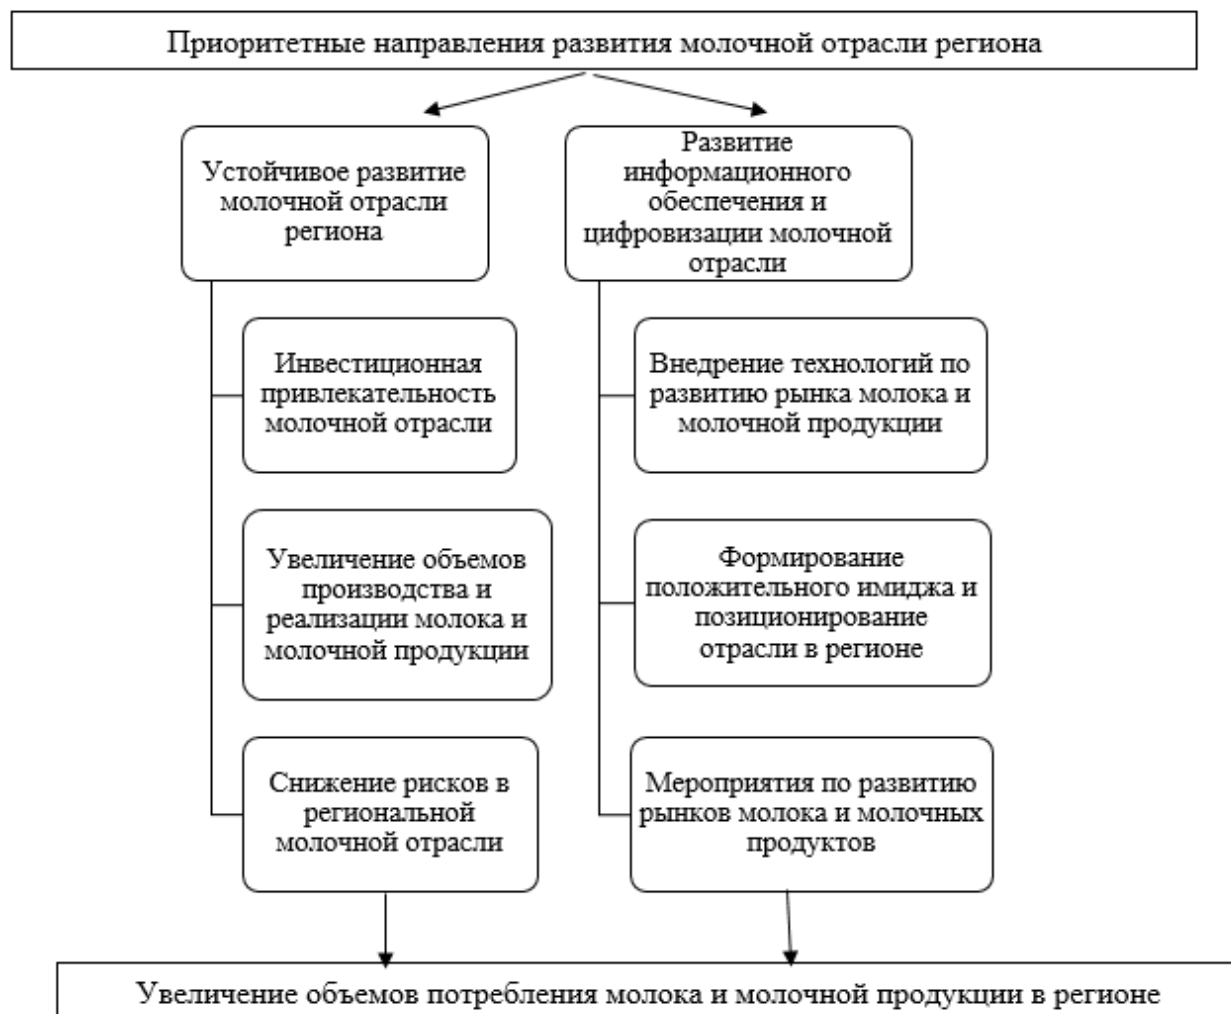 Приоритетные направления развития молочной отрасли региона
Устойчивое развитие
молочной отрасли
региона
Инвестиционная
привлекательность
молочной отрасли
Увеличение объемов
производства и
реализации молока и
молочной продукции
Снижение рисков в
региональной
молочной отрасли
Развитие
информационного
обеспечения и
цифровизации молочной
отрасли
Внедрение технологий по
развитию рынка молока и
молочной продукции
Формирование
положительного имиджа и
позиционирование
отрасли в регионе
Мероприятия по развитию
рынков молока и молочных
продуктов
Увеличение объемов потребления молока и молочной продукции в регионе